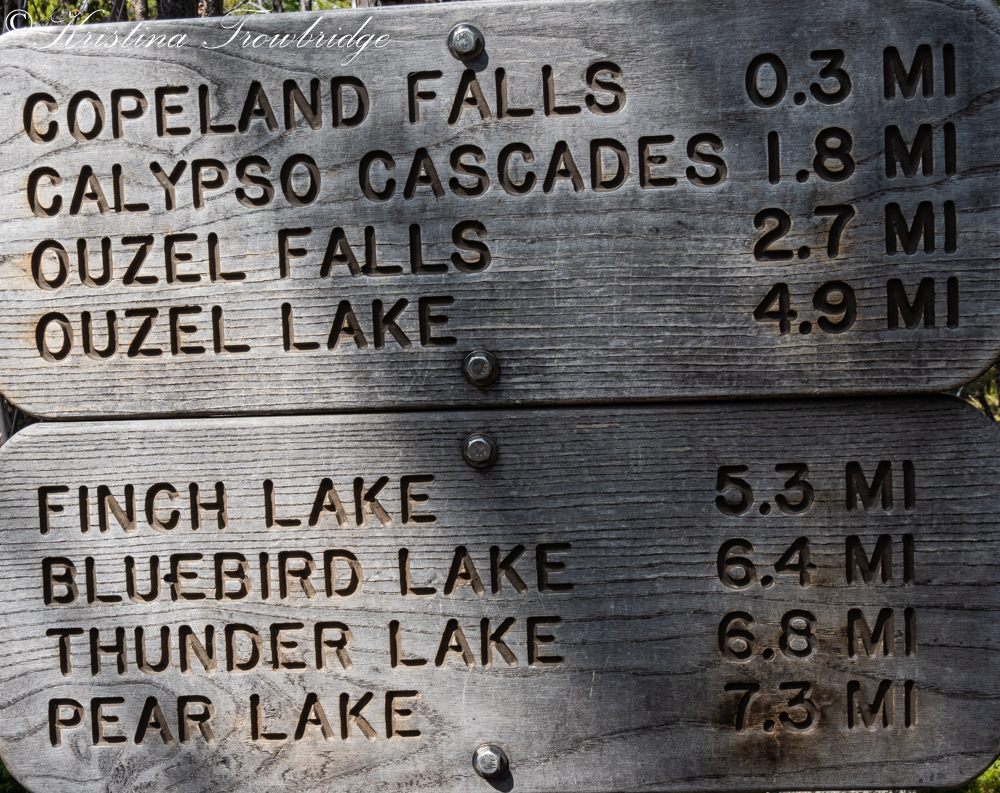 © Kristina Trowbridge
COPELAND FALLS 0.3 MI
CALYPSO CASCADES 1.8 MI
OUZEL FALLS 2.7 MI
OUZEL LAKE 4.9 MI
FINCH LAKE 5.3 MI
BLUEBIRD LAKE 6.4 MI
THUNDER LAKE 6.8 MI
PEAR LAKE 7.3 MI